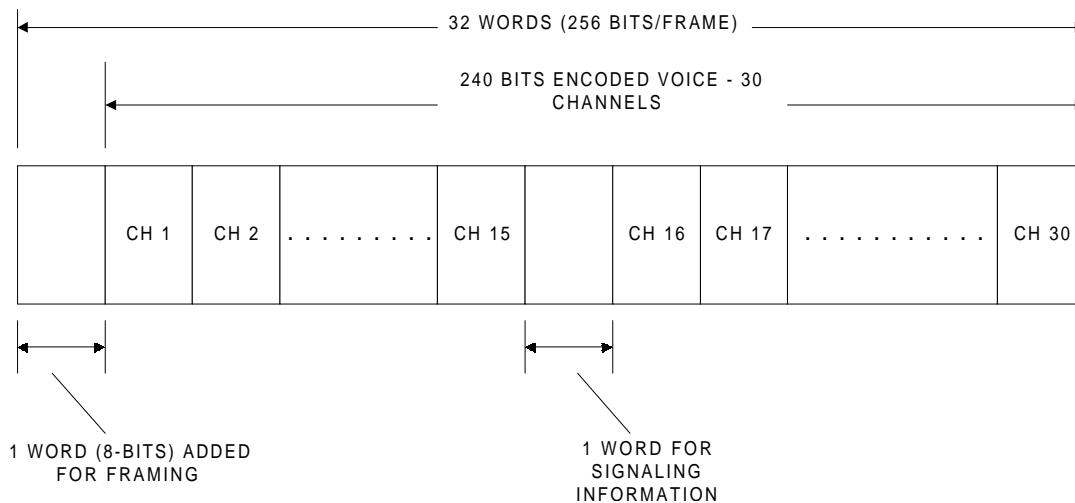 32 WORDS (256 BITS/FRAME)
240 BITS ENCODED VOICE - 30
CHANNELS
CH 1 CH 2 . . . . . . . . . CH 15 CH 16 CH 17 . . . . . . . . . . . CH 30
1 WORD (8-BITS) ADDED
FOR FRAMING
1 WORD FOR
SIGNALING
INFORMATION